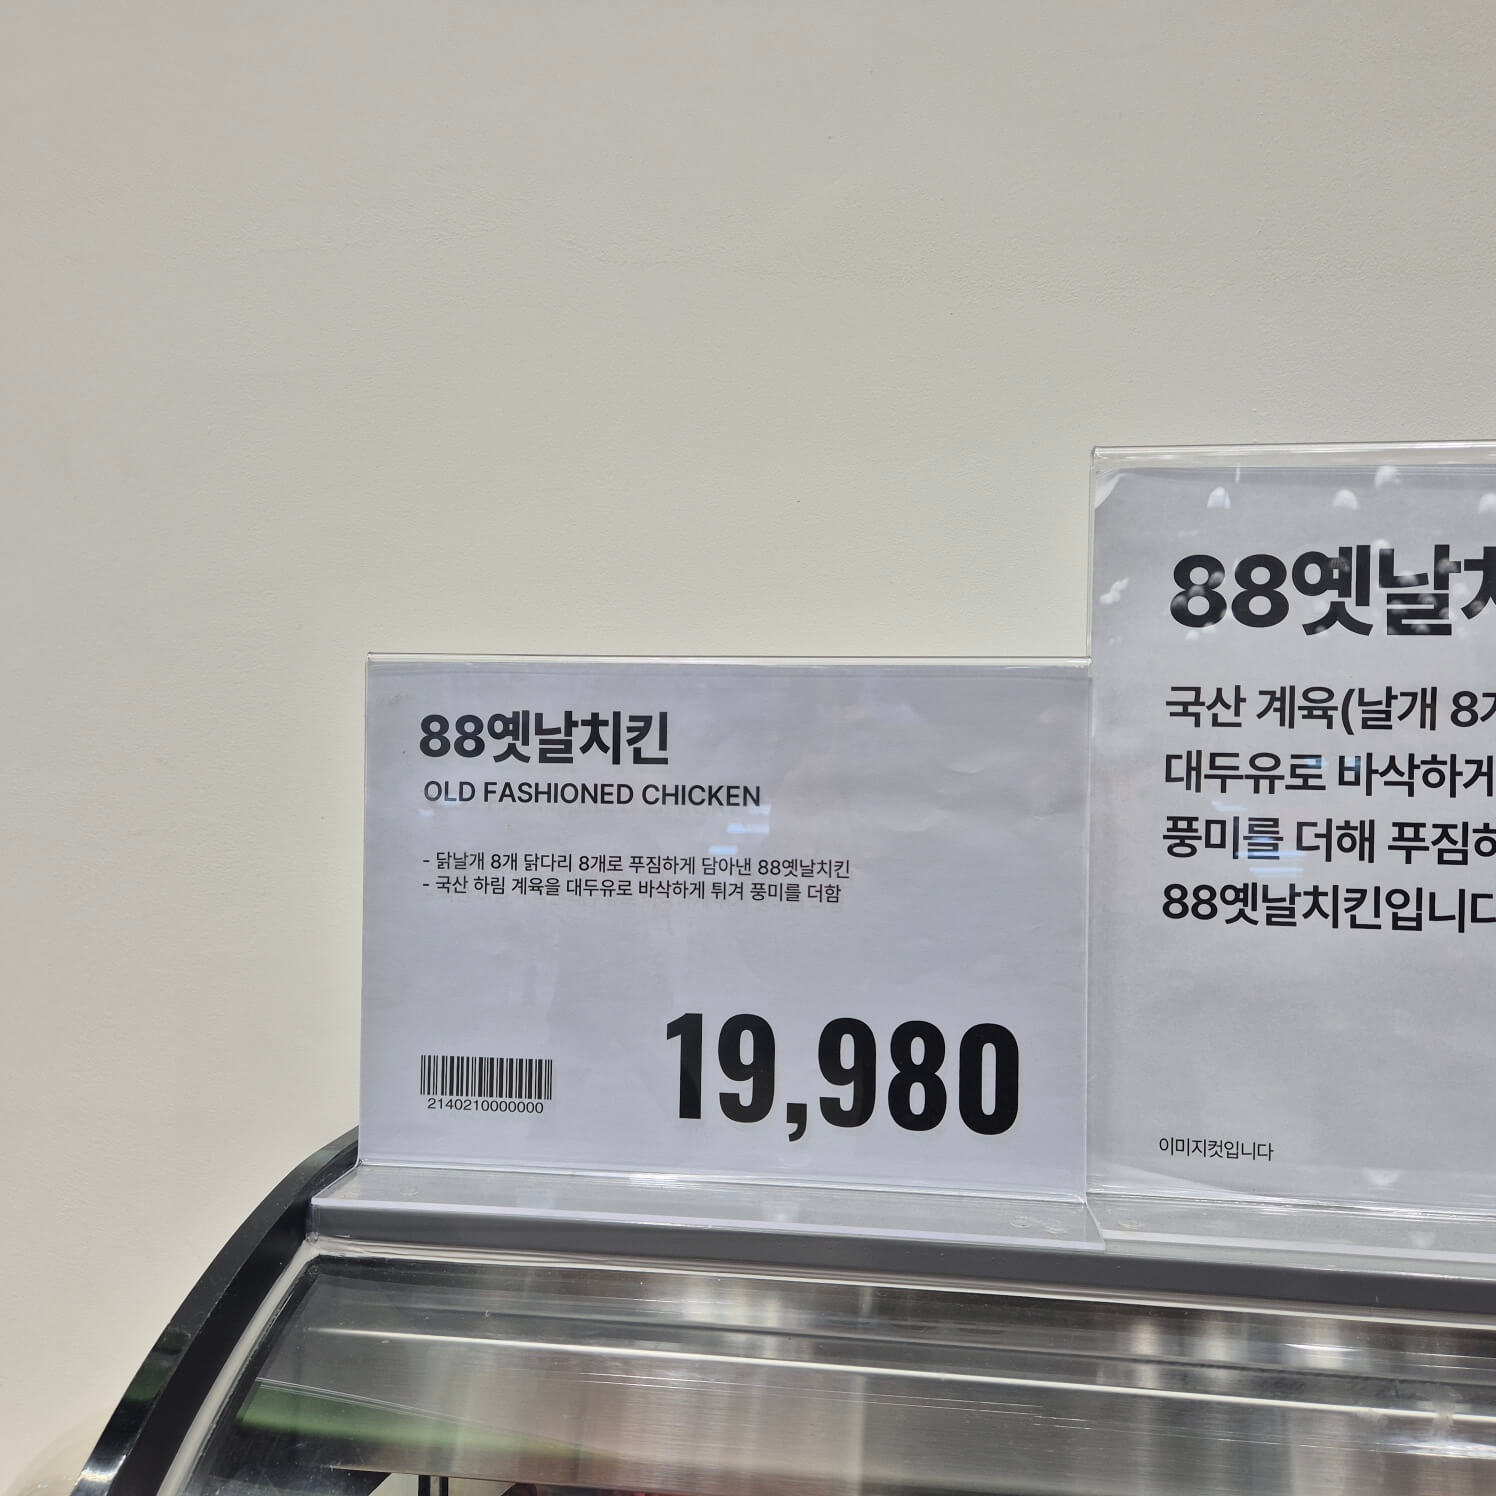 88옛날치킨
OLD FASHIONED CHICKEN
- 닭날개 8개 닭다리 8개로 푸짐하게 담아낸 88옛날치킨
- 국산 하림 계육을 대두유로 바삭하게 튀겨 풍미를 더함
19,980
2140210000000
88옛날
국산 계육(날개 8
대두유로 바삭하게
풍미를 더해 푸짐
88옛날치킨입니다
이미지컷입니다